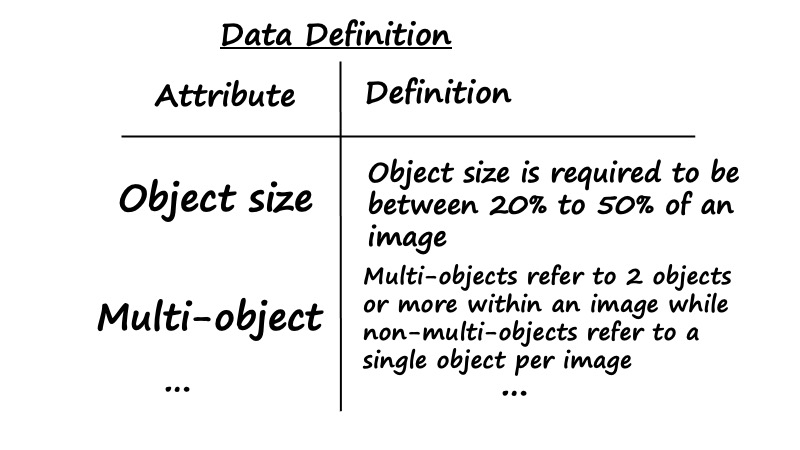 Data Definition
Attribute
Definition
Object size
Object size is required to be
between 20% to 50% of an
image
Multi-object
Multi-objects refer to 2 objects
or more within an image while
non-multi-objects refer to a
single object per image
...
...